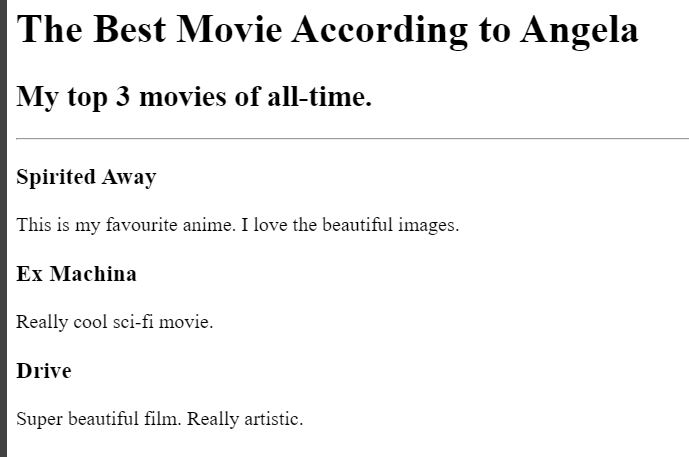 The Best Movie According to Angela
My top 3 movies of all-time.
Spirited Away
This is my favourite anime. I love the beautiful images.
Ex Machina
Really cool sci-fi movie.
Drive
Super beautiful film. Really artistic.